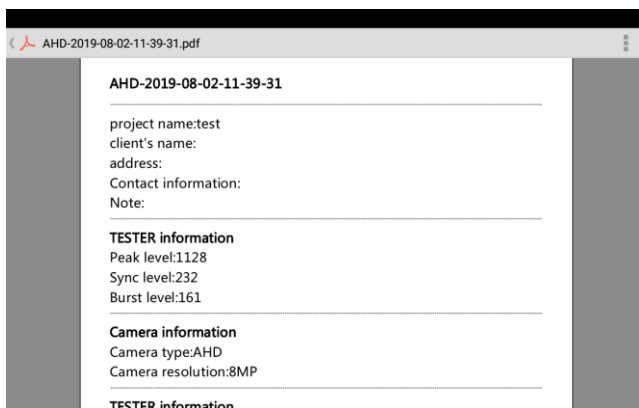 AHD-2019-08-02-11-39-31.pdf
AHD-2019-08-02-11-39-31
project name:test
client's name:
address:
Contact information:
Note:
TESTER information
Peak level:1128
Sync level:232
Burst level:161
Camera information
Camera type:AHD
Camera resolution:8MP
TESTER information